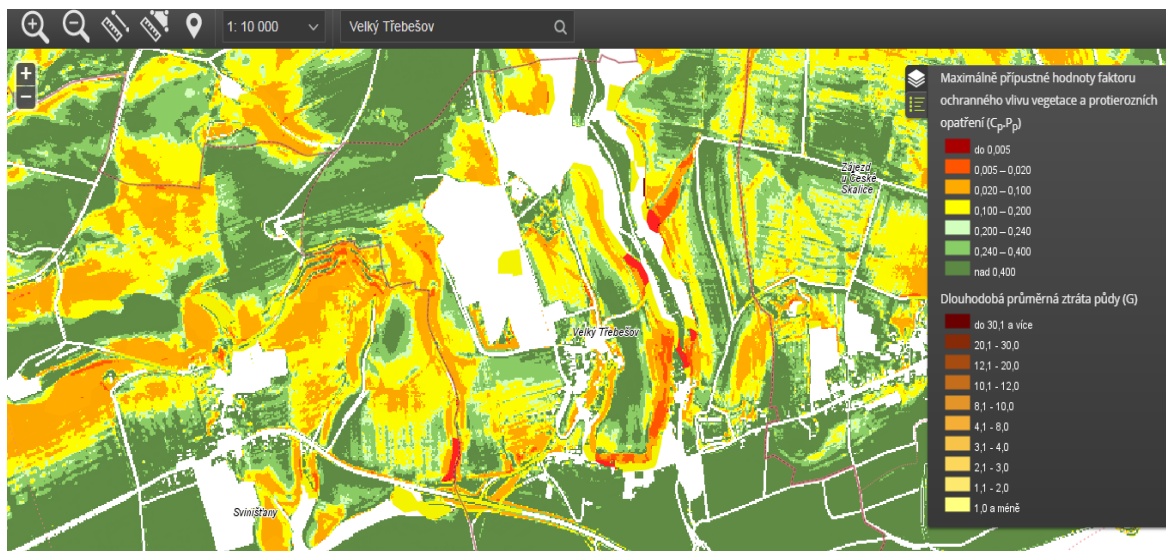 1: 10 000
Velký Třebešov
+
−
Maximálně přípustné hodnoty faktoru
ochranného vlivu vegetace a protierozních
opatření (Cp.Pp)
do 0,005
0,005 – 0,020
0,020 – 0,100
0,100 – 0,200
0,200 – 0,240
0,240 – 0,400
nad 0,400
Dlouhodobá průměrná ztráta půdy (G)
do 30,1 a více
20,1 - 30,0
12,1 - 20,0
10,1 - 12,0
8,1 - 10,0
4,1 - 8,0
3,1 - 4,0
2,1 - 3,0
1,1 - 2,0
1,0 a méně
Zájezd
u České
Skalice
Velký Třebešov
Svinišťany